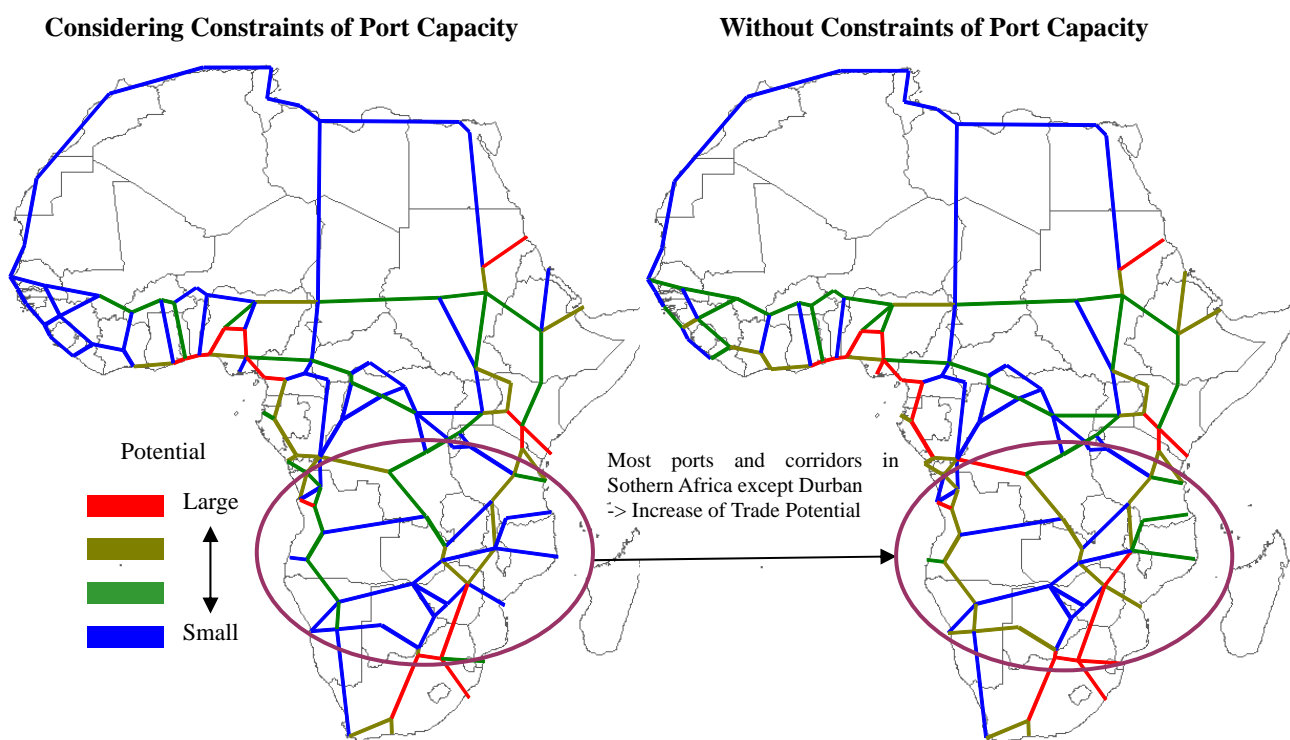 Considering Constraints of Port Capacity
Without Constraints of Port Capacity
Potential
Large
Small
Most ports and corridors in
Sothern Africa except Durban
-> Increase of Trade Potential